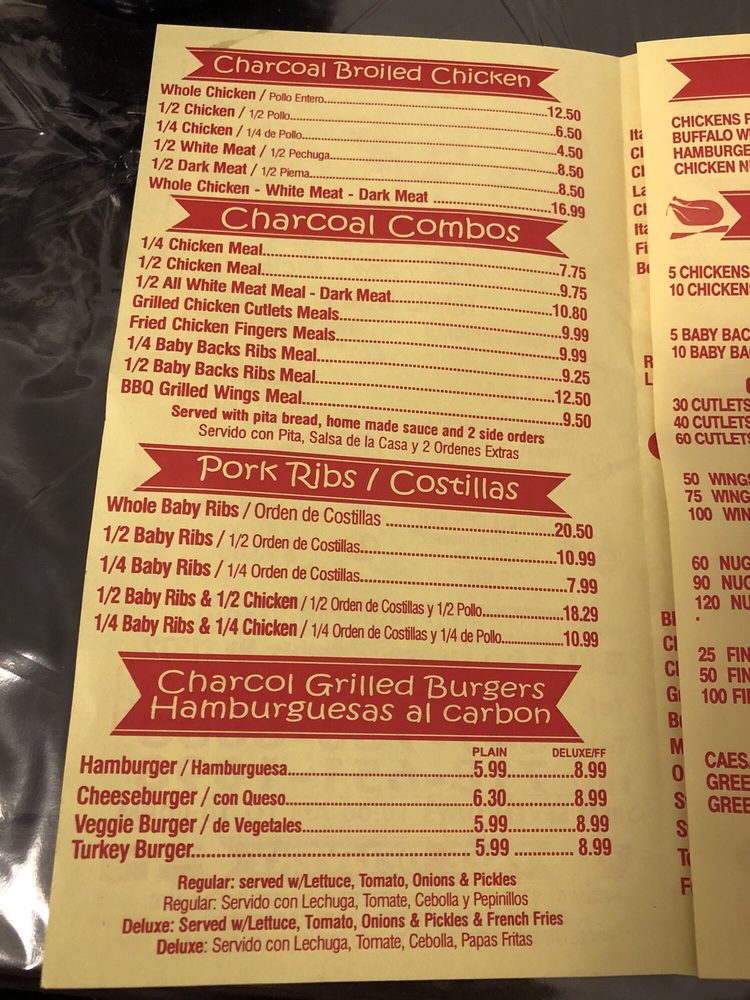 Charcoal Broiled Chicken
Whole Chicken / Pollo Entero..........12.50
1/2 Chicken / 1/2 Pollo..........6.50
1/4 Chicken / 1/4 de Pollo..........4.50
1/2 White Meat / 1/2 Pechuga..........8.50
1/2 Dark Meat / 1/2 Pierna..........8.50
Whole Chicken - White Meat - Dark Meat ..........16.99
Charcoal Combos
1/4 Chicken Meal..........7.75
1/2 Chicken Meal..........9.75
1/2 All White Meat Meal - Dark Meat..........10.80
Grilled Chicken Cutlets Meals..........9.99
Fried Chicken Fingers Meals..........9.99
1/4 Baby Backs Ribs Meal..........9.25
1/2 Baby Backs Ribs Meal..........12.50
BBQ Grilled Wings Meal..........9.50
Served with pita bread, home made sauce and 2 side orders
Servido con Pita, Salsa de la Casa y 2 Ordenes Extras
Pork Ribs / Costillas
Whole Baby Ribs / Orden de Costillas ..........20.50
1/2 Baby Ribs / 1/2 Orden de Costillas..........10.99
1/4 Baby Ribs / 1/4 Orden de Costillas..........7.99
1/2 Baby Ribs & 1/2 Chicken / 1/2 Orden de Costillas y 1/2 Pollo..........18.29
1/4 Baby Ribs & 1/4 Chicken / 1/4 Orden de Costillas y 1/4 de Pollo..........10.99
Charcol Grilled Burgers
Hamburguesas al carbon
PLAIN DELUXE/FF
Hamburger / Hamburguesa..........5.99..........8.99
Cheeseburger / con Queso..........6.30..........8.99
Veggie Burger / de Vegetales..........5.99..........8.99
Turkey Burger.......... 5.99 .......... 8.99
Regular: served w/Lettuce, Tomato, Onions & Pickles
Regular: Servido con Lechuga, Tomate, Cebolla y Pepinillos
Deluxe: Served w/Lettuce, Tomato, Onions & Pickles & French Fries
Deluxe: Servido con Lechuga, Tomate, Cebolla, Papas Fritas
CHICKENS
BUFFALO
HAMBURGE
CHICKEN
5 CHICKENS
10 CHICKENS
5 BABY BAC
10 BABY BA
30 CUTLETS
40 CUTLETS
60 CUTLETS
50 WINGS
75 WING
100 WIN
60 NUG
90 NUG
120 NU
25 FIN
50 FIN
100 FI
CAES
GREE
GREE